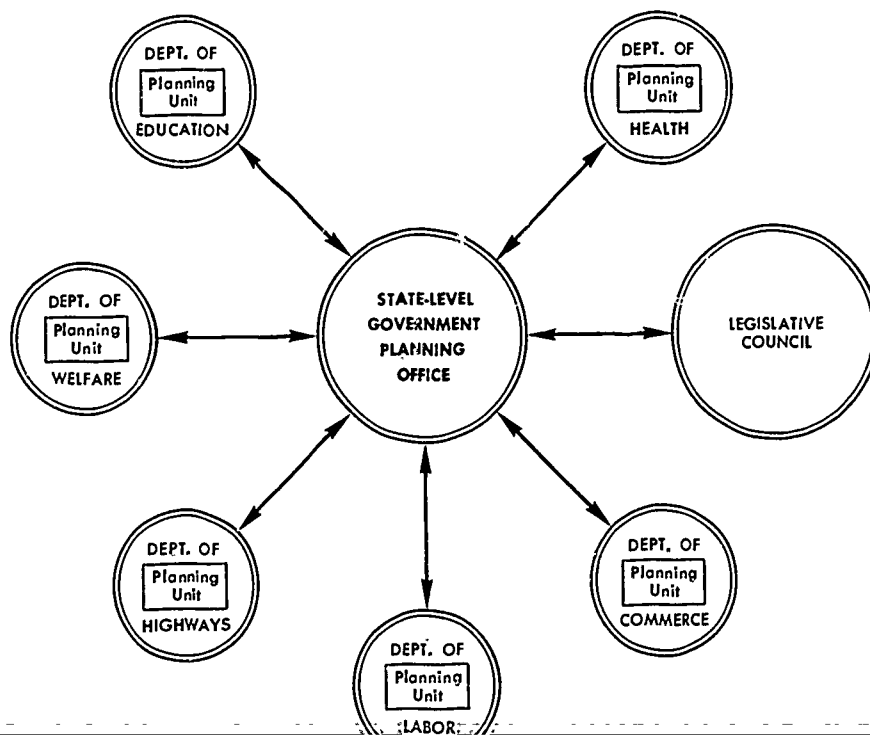 DEPT. OF
Planning
Unit
EDUCATION
DEPT. OF
Planning
Unit
HEALTH
DEPT. OF
Planning
Unit
WELFARE
STATE-LEVEL
GOVERNMENT
PLANNING
OFFICE
LEGISLATIVE
COUNCIL
DEPT. OF
Planning
Unit
HIGHWAYS
DEPT. OF
Planning
Unit
COMMERCE
DEPT. OF
Planning
Unit
LABOR